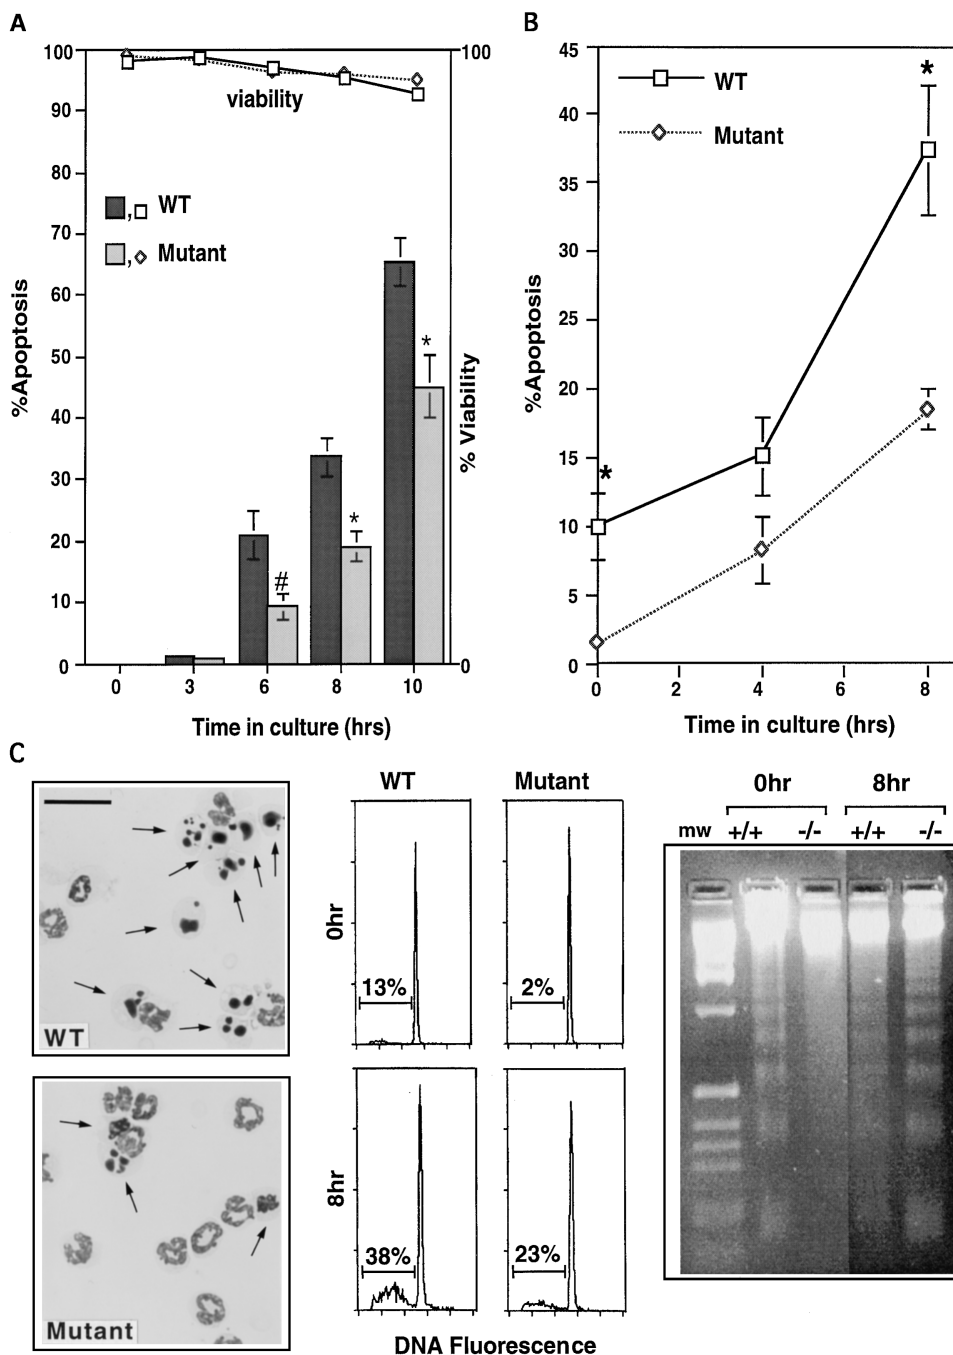 A
B
100
90
80
70
60
50
40
30
20
10
0
%Apoptosis
100
0
% Viability
viability
, WT
, Mutant
#
*
*
0 3 6 8 10
Time in culture (hrs)
45
40
35
30
25
20
15
10
5
0
%Apoptosis
WT
Mutant
*
*
0 2 4 6 8
Time in culture (hrs)
C
WT
Mutant
WT Mutant
0hr
13%
2%
8hr
38%
23%
DNA Fluorescence
0hr 8hr
mw +/+ -/- +/+ -/-